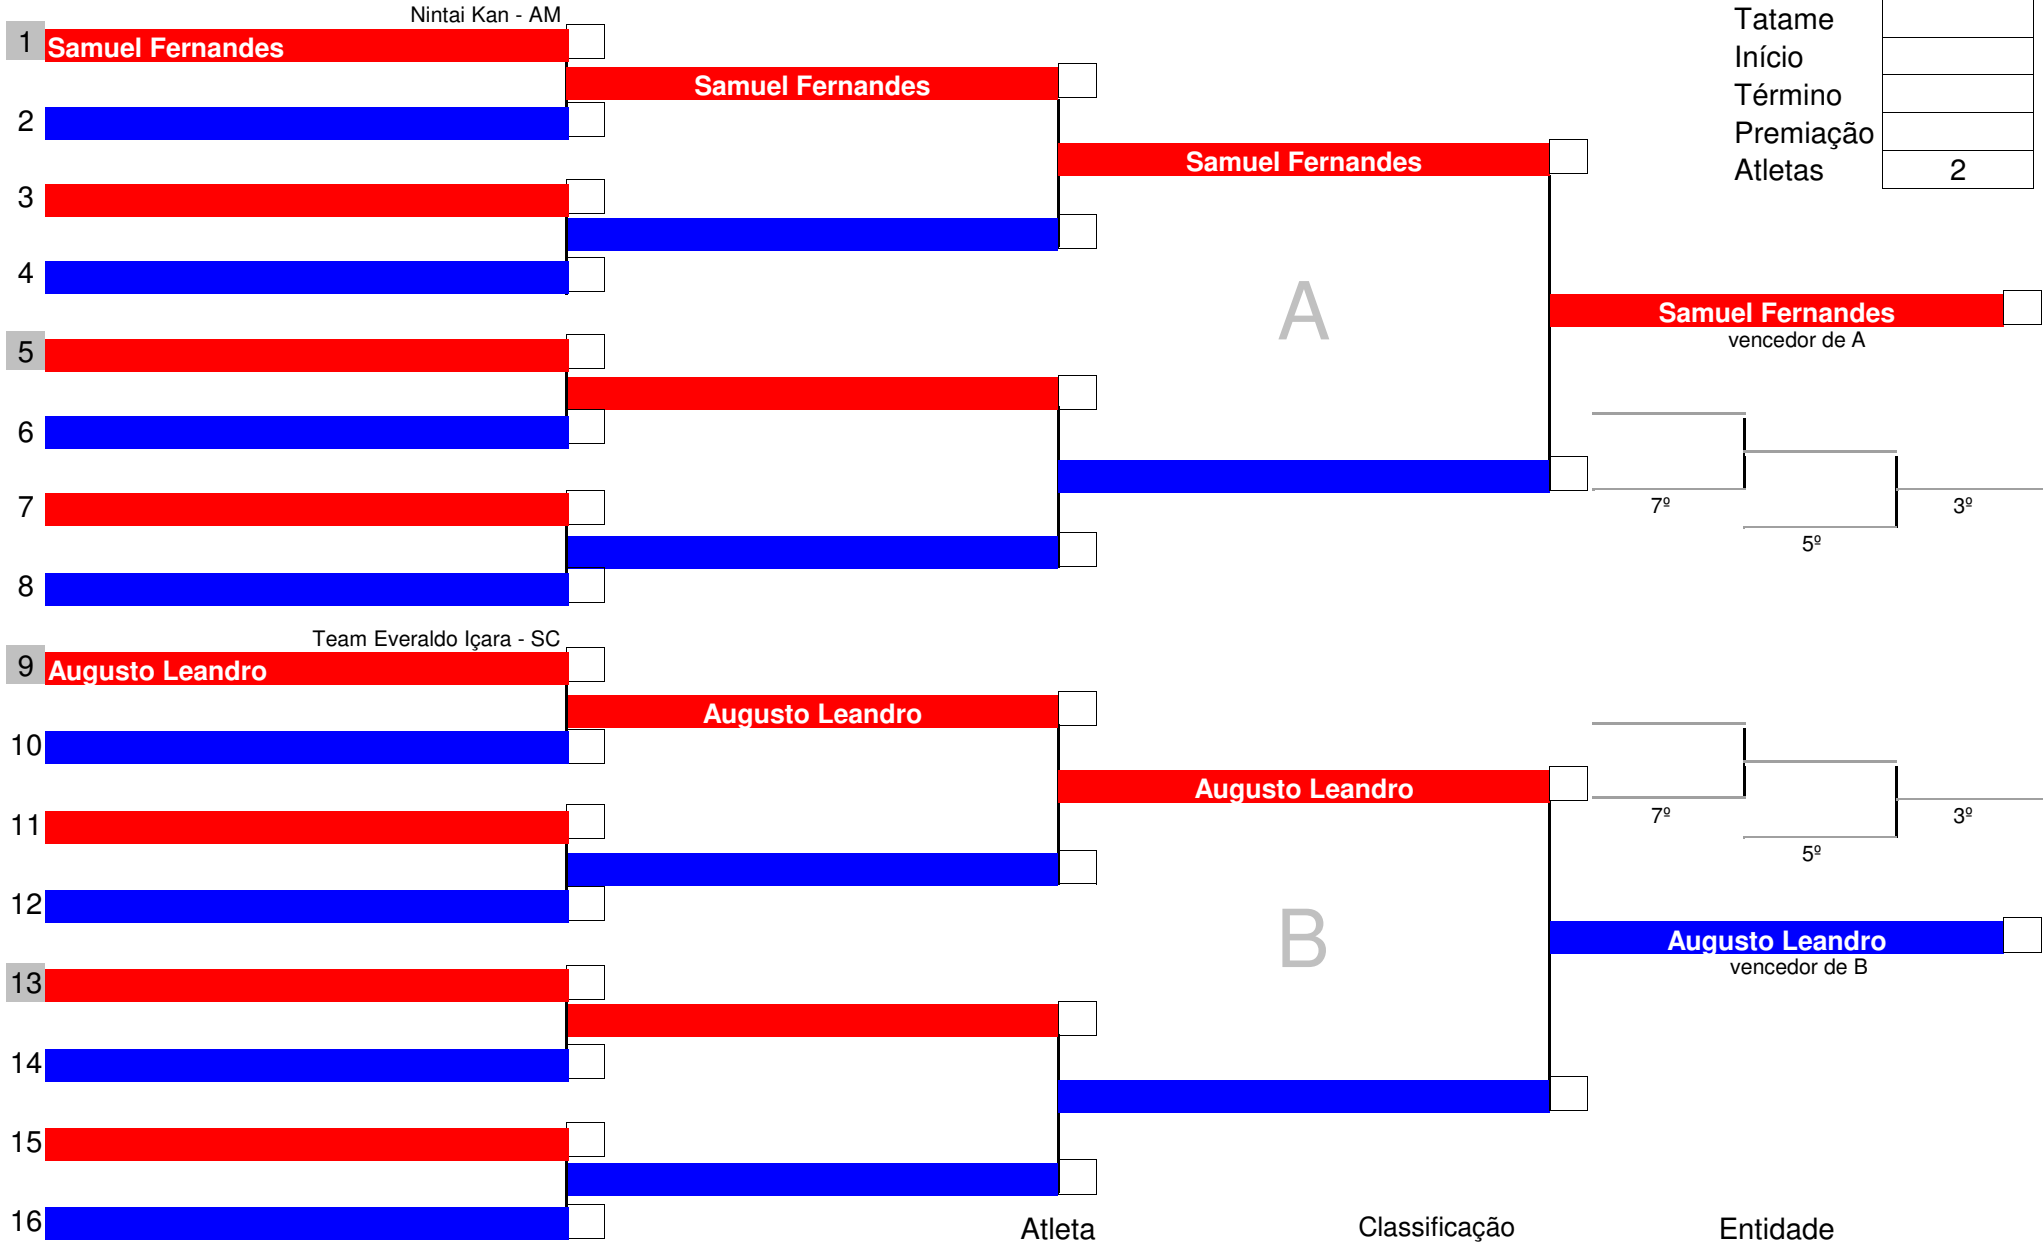 Nintai Kan - AM
Tatame
1 Samuel Fernandes
Início
Samuel Fernandes
Término
2
Premiação
Samuel Fernandes
Atletas 2
3
4
A
Samuel Fernandes
vencedor de A
5
6
7
7º 3º
5º
8
Team Everaldo Içara - SC
9 Augusto Leandro
Augusto Leandro
10
Augusto Leandro
11
7º 3º
5º
12
B
Augusto Leandro
vencedor de B
13
14
15
16
Atleta Classificação Entidade